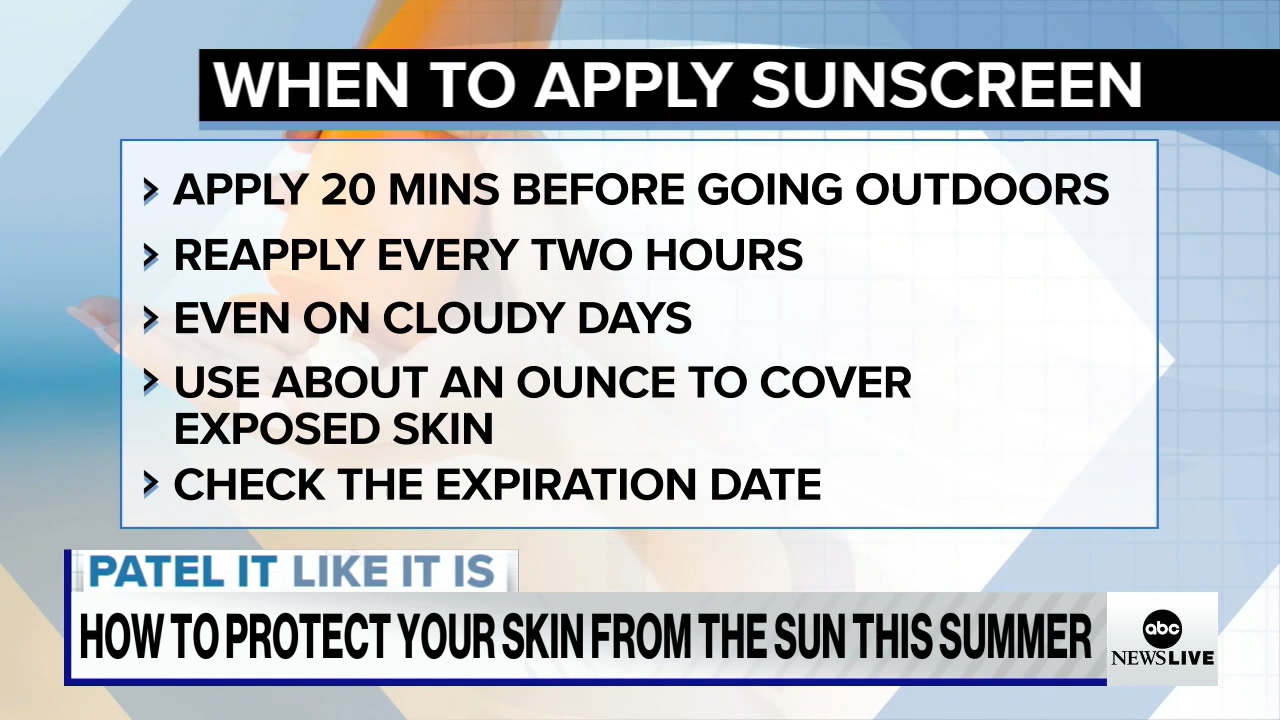 WHEN TO APPLY SUNSCREEN
> APPLY 20 MINS BEFORE GOING OUTDOORS
> REAPPLY EVERY TWO HOURS
> EVEN ON CLOUDY DAYS
> USE ABOUT AN OUNCE TO COVER
EXPOSED SKIN
> CHECK THE EXPIRATION DATE
PATEL IT LIKE IT IS
HOW TO PROTECT YOUR SKIN FROM THE SUN THIS SUMMER
abc
NEWS LIVE